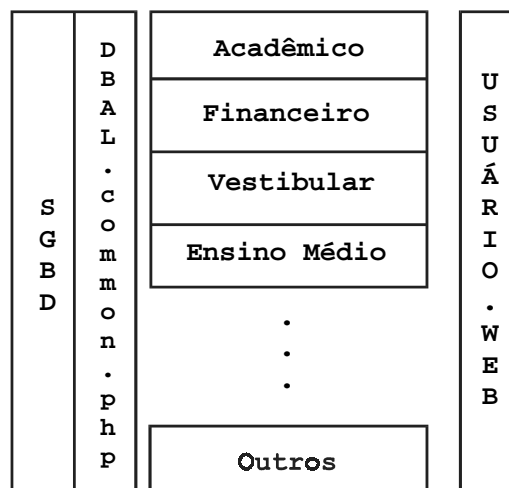 SGBD
DBAL.common.php
Acadêmico
Financeiro
Vestibular
Ensino Médio
.
.
.
Outros
USUÁRIO.WEB